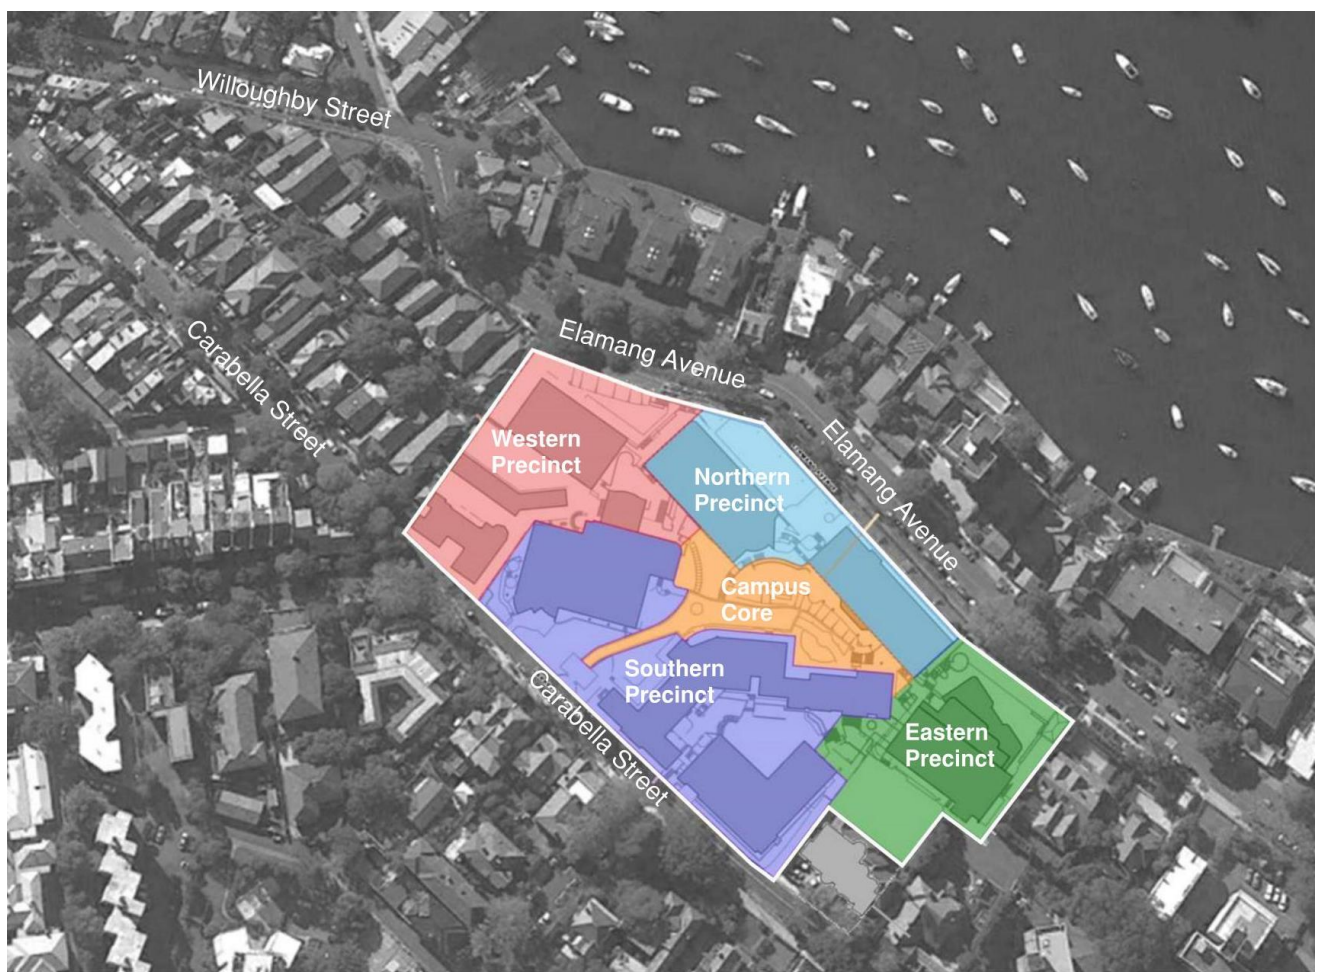 Willoughby Street
Elamang Avenue
Carabella Street
Elamang Avenue
Western
Precinct
Northern
Precinct
Campus
Core
Southern
Precinct
Carabella Street
Eastern
Precinct